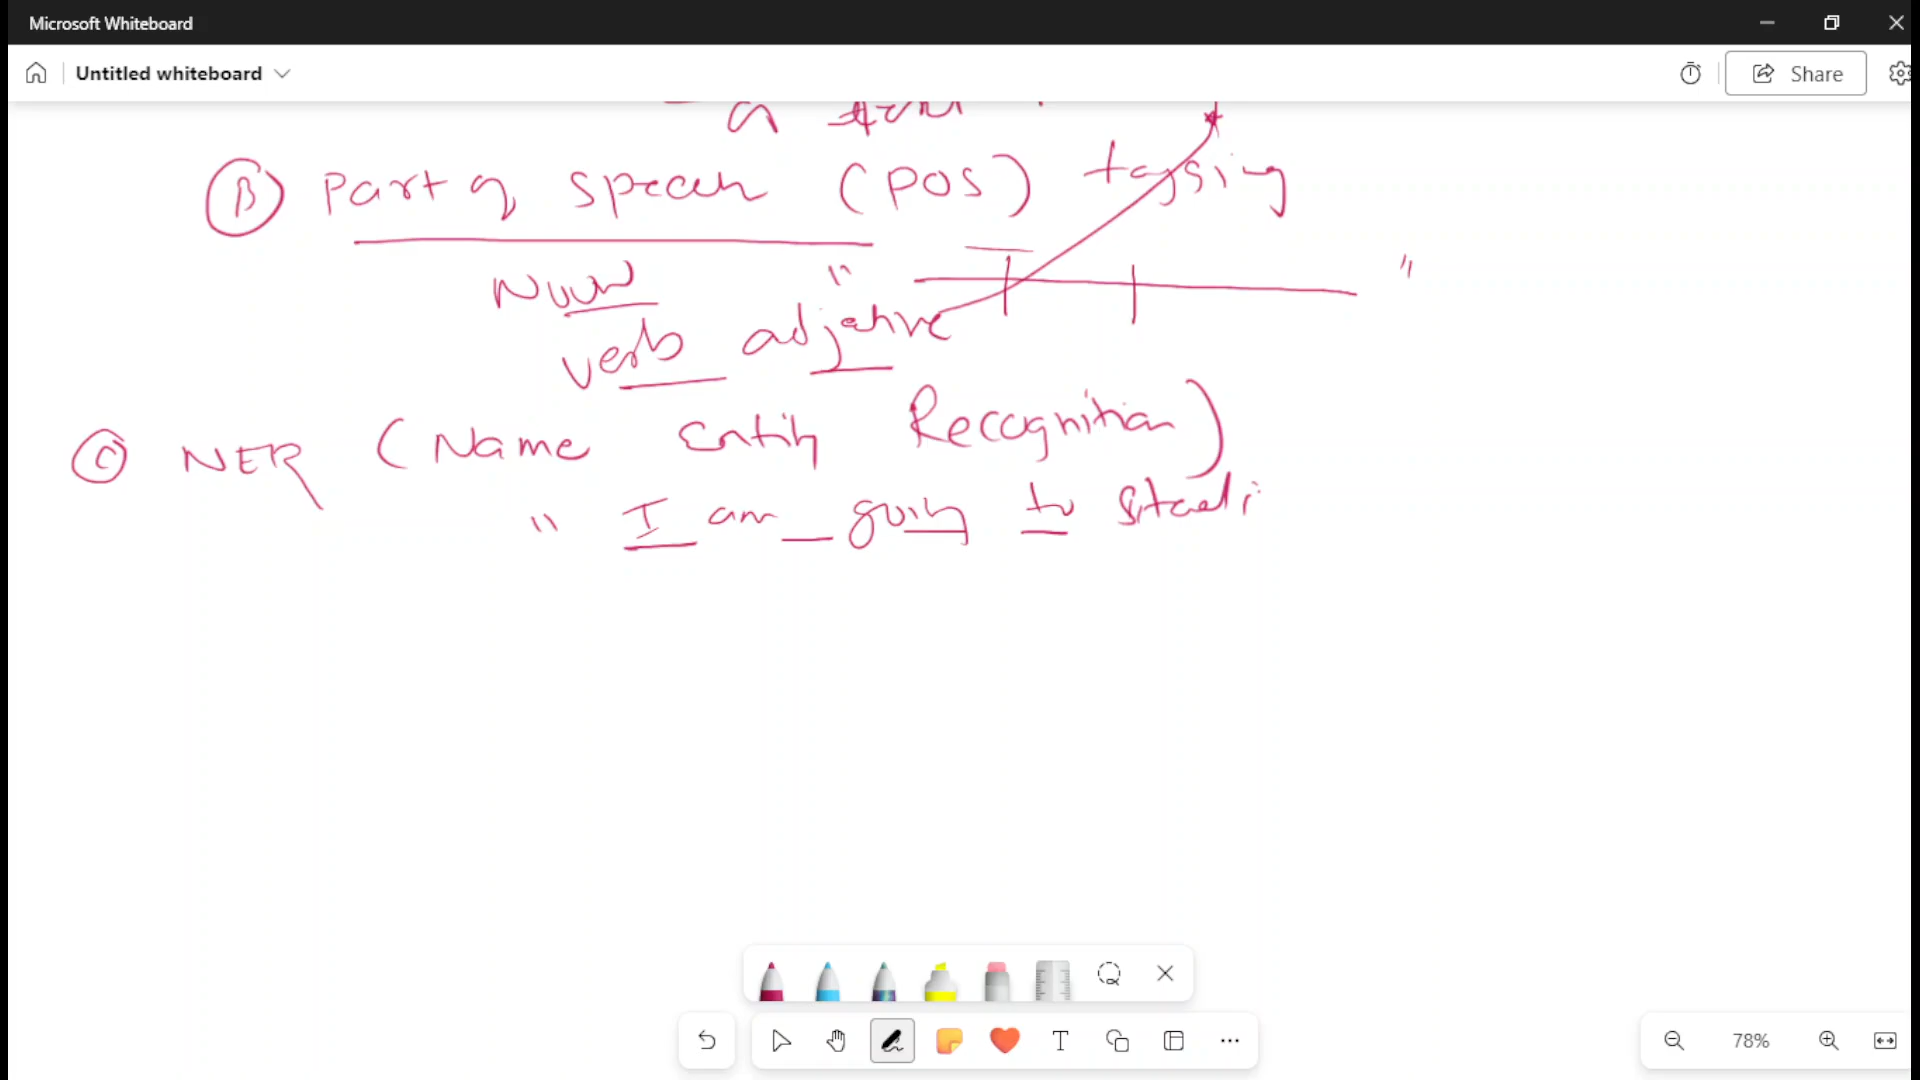 Microsoft Whiteboard
Untitled whiteboard
Share
a
B Part of Speech (POS) tagging
Noun " "
verb adjective
C NER (Name Entity Recognition)
" I am going to Stadi
78%